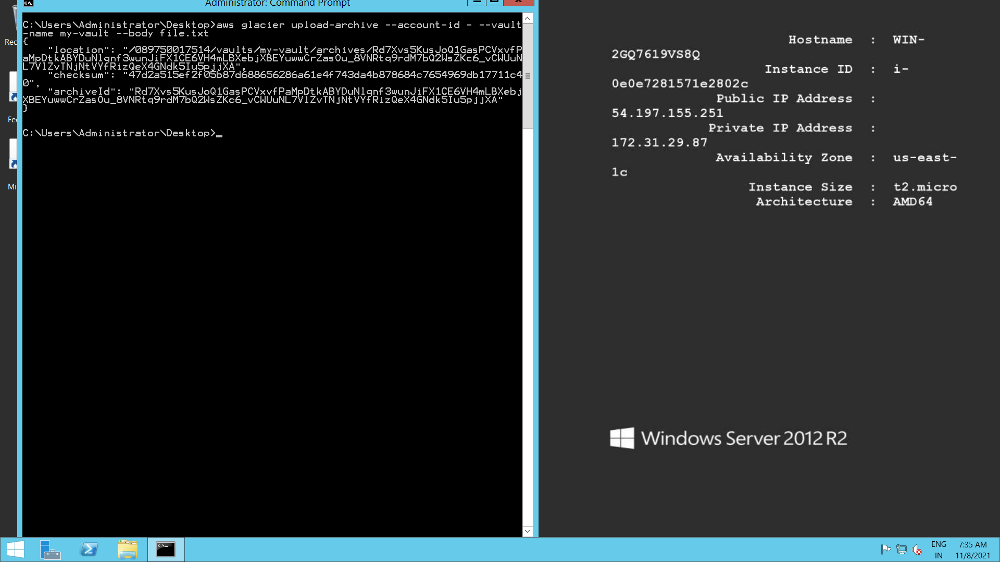 Administrator: Command Prompt
C:\Users\Administrator\Desktop>aws glacier upload-archive --account-id - --vault
-name my-vault --body file.txt
{
    "location": "/089750017514/vaults/my-vault/archives/Rd7Xvs5KusJoQ1GasPCVxvfP
aMpDtkABYDuNlqnf3wunJiFX1CE6VH4mLBXebjXBEYuwwCrZasOu_8VNRtq9rdM7bQ2WsZKc6_vCWUuN
L7VlZvTNjNtVYfRizQeX4GNdk5Iu5pjjXA",
    "checksum": "47d2a515ef2f05b87d688656286a61e4f743da4b878684c7654969db17711c4
0",
    "archiveId": "Rd7Xvs5KusJoQ1GasPCVxvfPaMpDtkABYDuNlqnf3wunJiFX1CE6VH4mLBXebj
XBEYuwwCrZasOu_8VNRtq9rdM7bQ2WsZKc6_vCWUuNL7VlZvTNjNtVYfRizQeX4GNdk5Iu5pjjXA"
}
C:\Users\Administrator\Desktop>_
Rec
Fee
Mi
Hostname : WIN-
2GQ7619VS8Q
Instance ID : i-
0e0e7281571e2802c
Public IP Address :
54.197.155.251
Private IP Address :
172.31.29.87
Availability Zone : us-east-
1c
Instance Size : t2.micro
Architecture : AMD64
Windows Server 2012 R2
ENG
IN
7:35 AM
11/8/2021